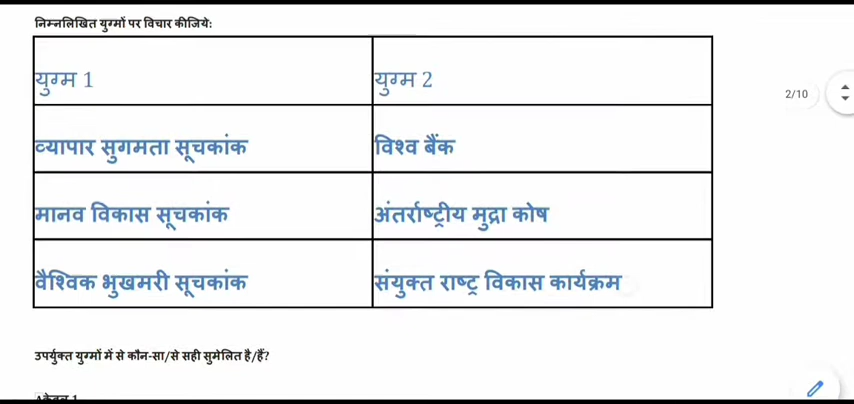 निम्नलिखित युग्मों पर विचार कीजिये:
युग्म 1 युग्म 2
व्यापार सुगमता सूचकांक विश्व बैंक
2/10
मानव विकास सूचकांक अंतर्राष्ट्रीय मुद्रा कोष
वैश्विक भुखमरी सूचकांक संयुक्त राष्ट्र विकास कार्यक्रम
उपर्युक्त युग्मों में से कौन-सा/से सही सुमेलित है/हैं?